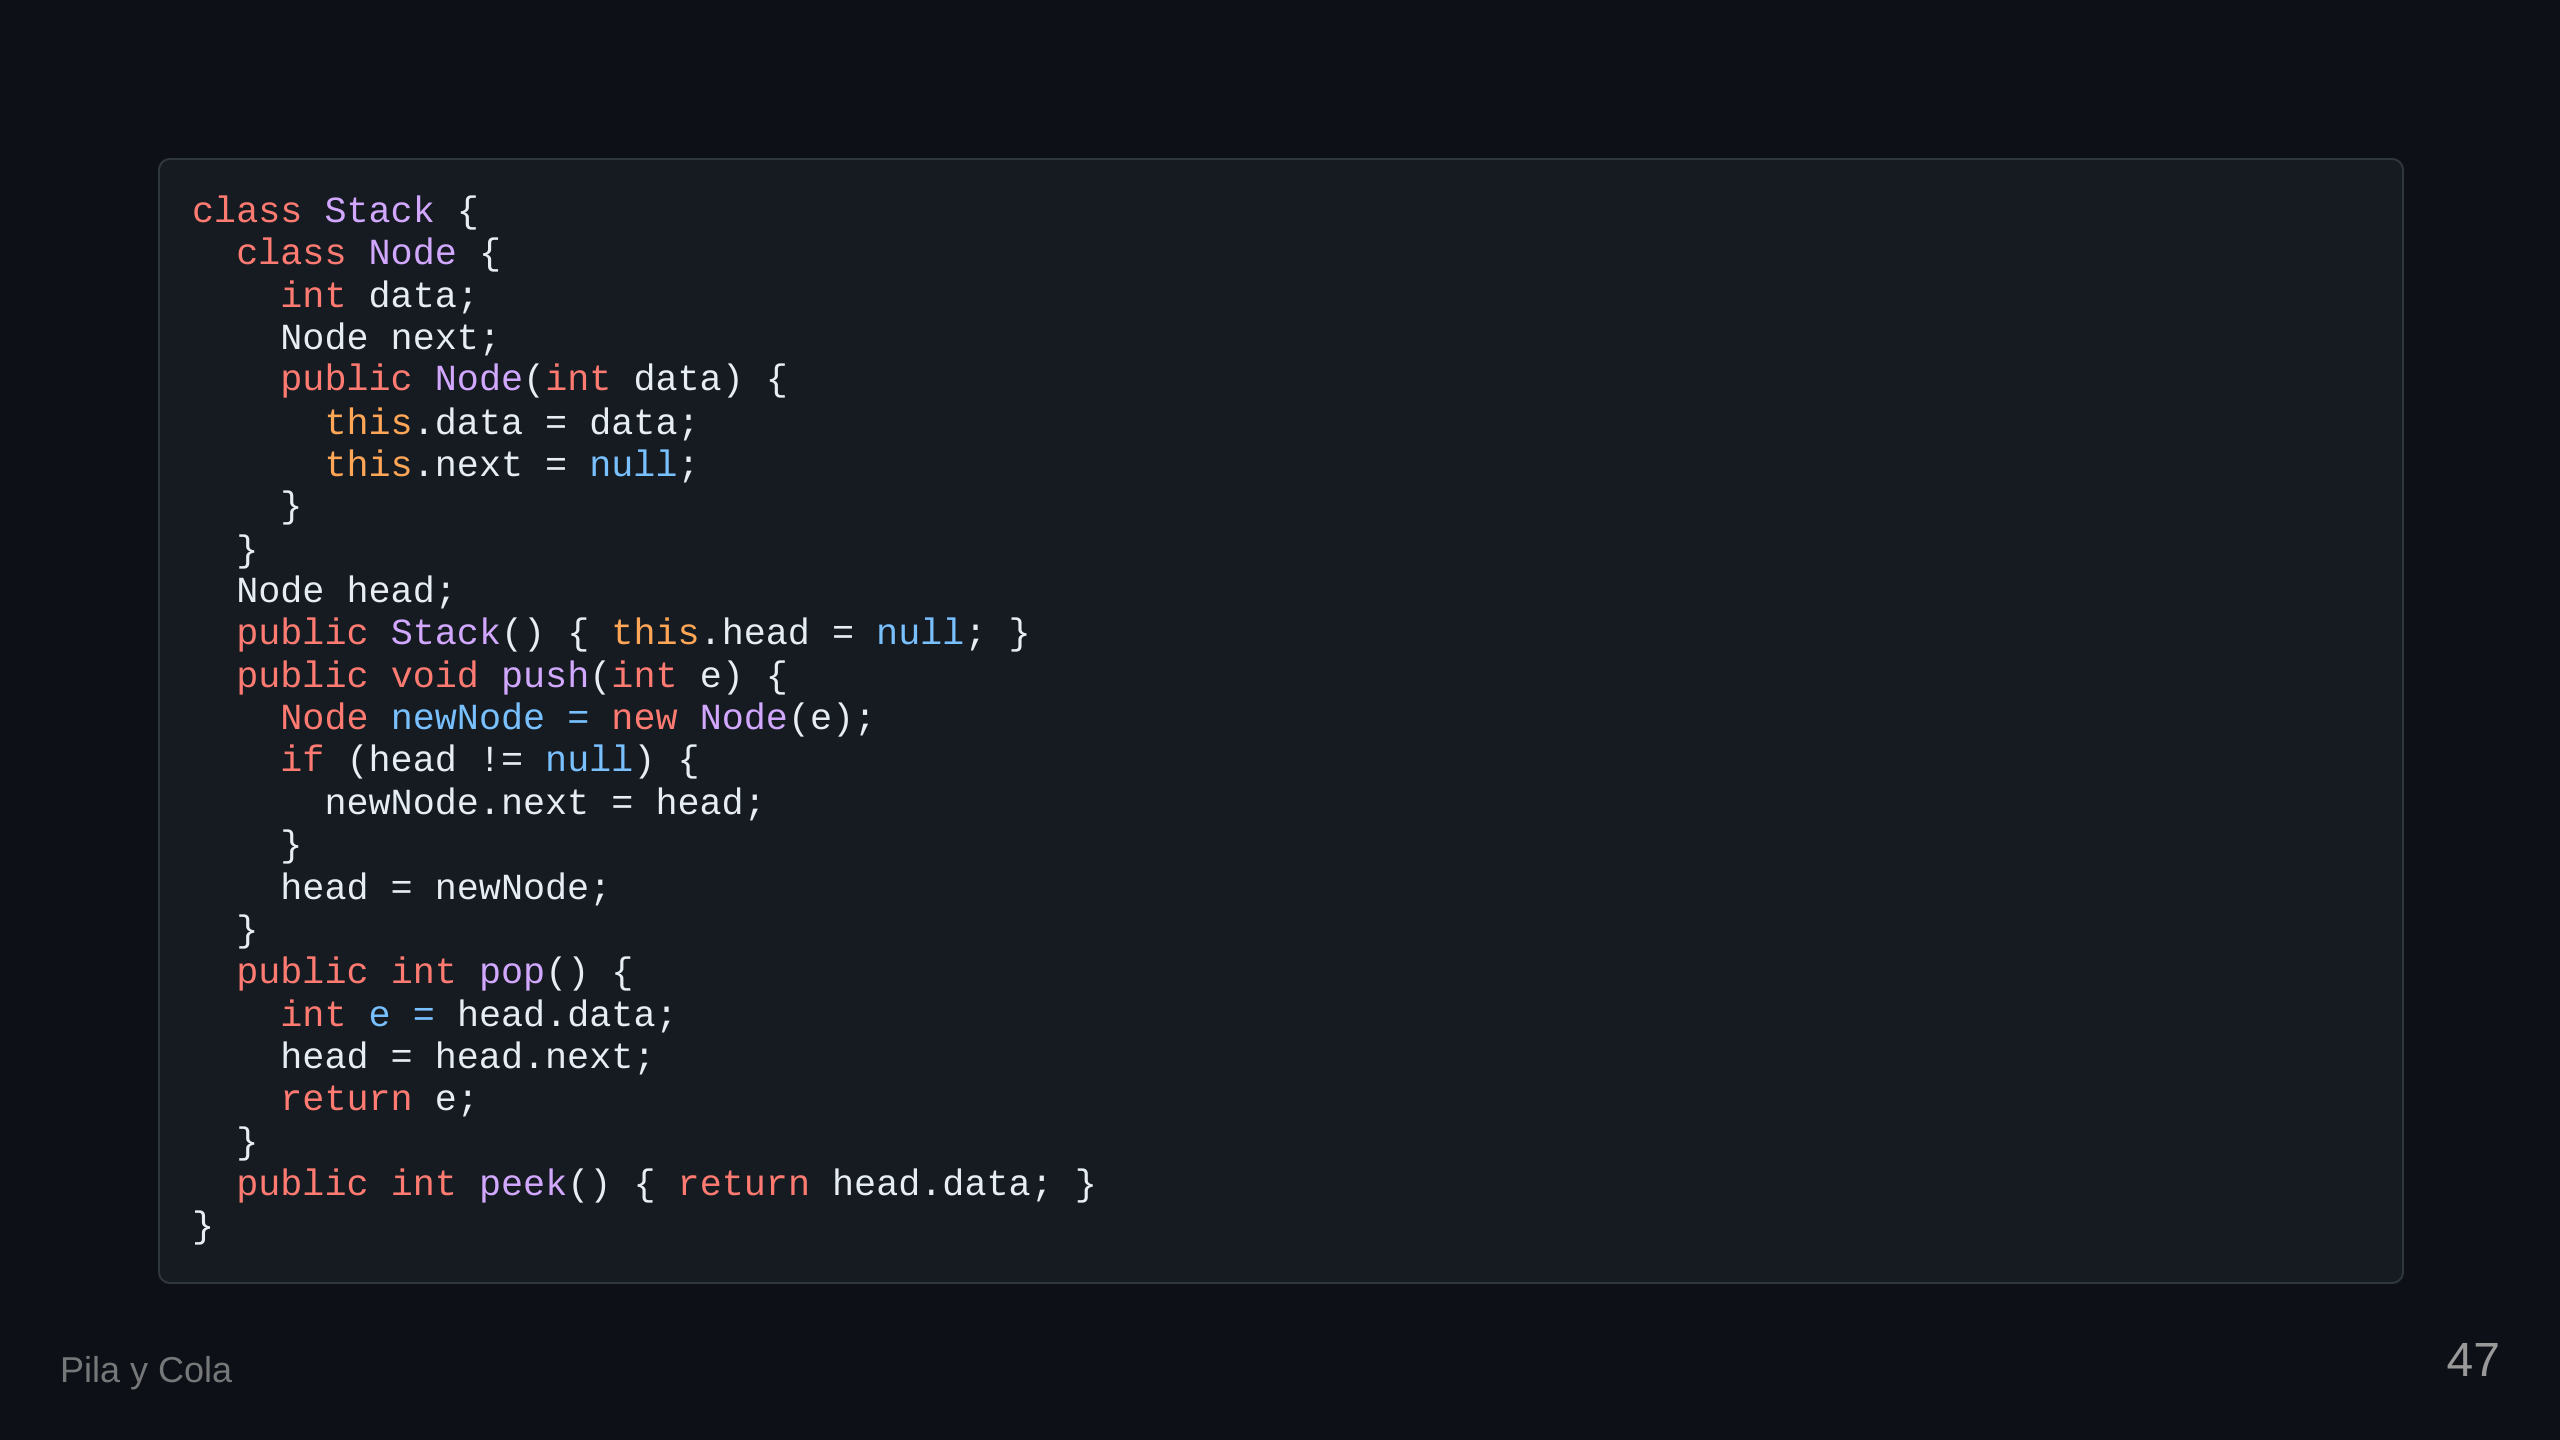 class Stack {
  class Node {
    int data;
    Node next;
    public Node(int data) {
      this.data = data;
      this.next = null;
    }
  }
  Node head;
  public Stack() { this.head = null; }
  public void push(int e) {
    Node newNode = new Node(e);
    if (head != null) {
      newNode.next = head;
    }
    head = newNode;
  }
  public int pop() {
    int e = head.data;
    head = head.next;
    return e;
  }
  public int peek() { return head.data; }
}
Pila y Cola
47